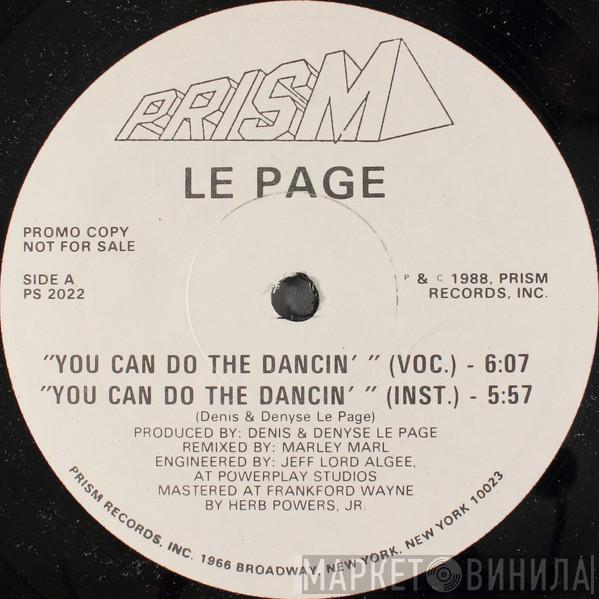 PRISM
LE PAGE
PROMO COPY
NOT FOR SALE
SIDE A
PS 2022
P & C 1988, PRISM
RECORDS, INC.
"YOU CAN DO THE DANCIN' " (VOC.) - 6:07
"YOU CAN DO THE DANCIN' " (INST.) - 5:57
(Denis & Denyse Le Page)
PRODUCED BY: DENIS & DENYSE LE PAGE
REMIXED BY: MARLEY MARL
ENGINEERED BY: JEFF LORD ALGEE,
AT POWERPLAY STUDIOS
MASTERED AT FRANKFORD WAYNE
BY HERB POWERS, JR.
PRISM RECORDS, INC. 1966 BROADWAY, NEW YORK, NEW YORK 10023
МАРКЕТ ВИНИЛА